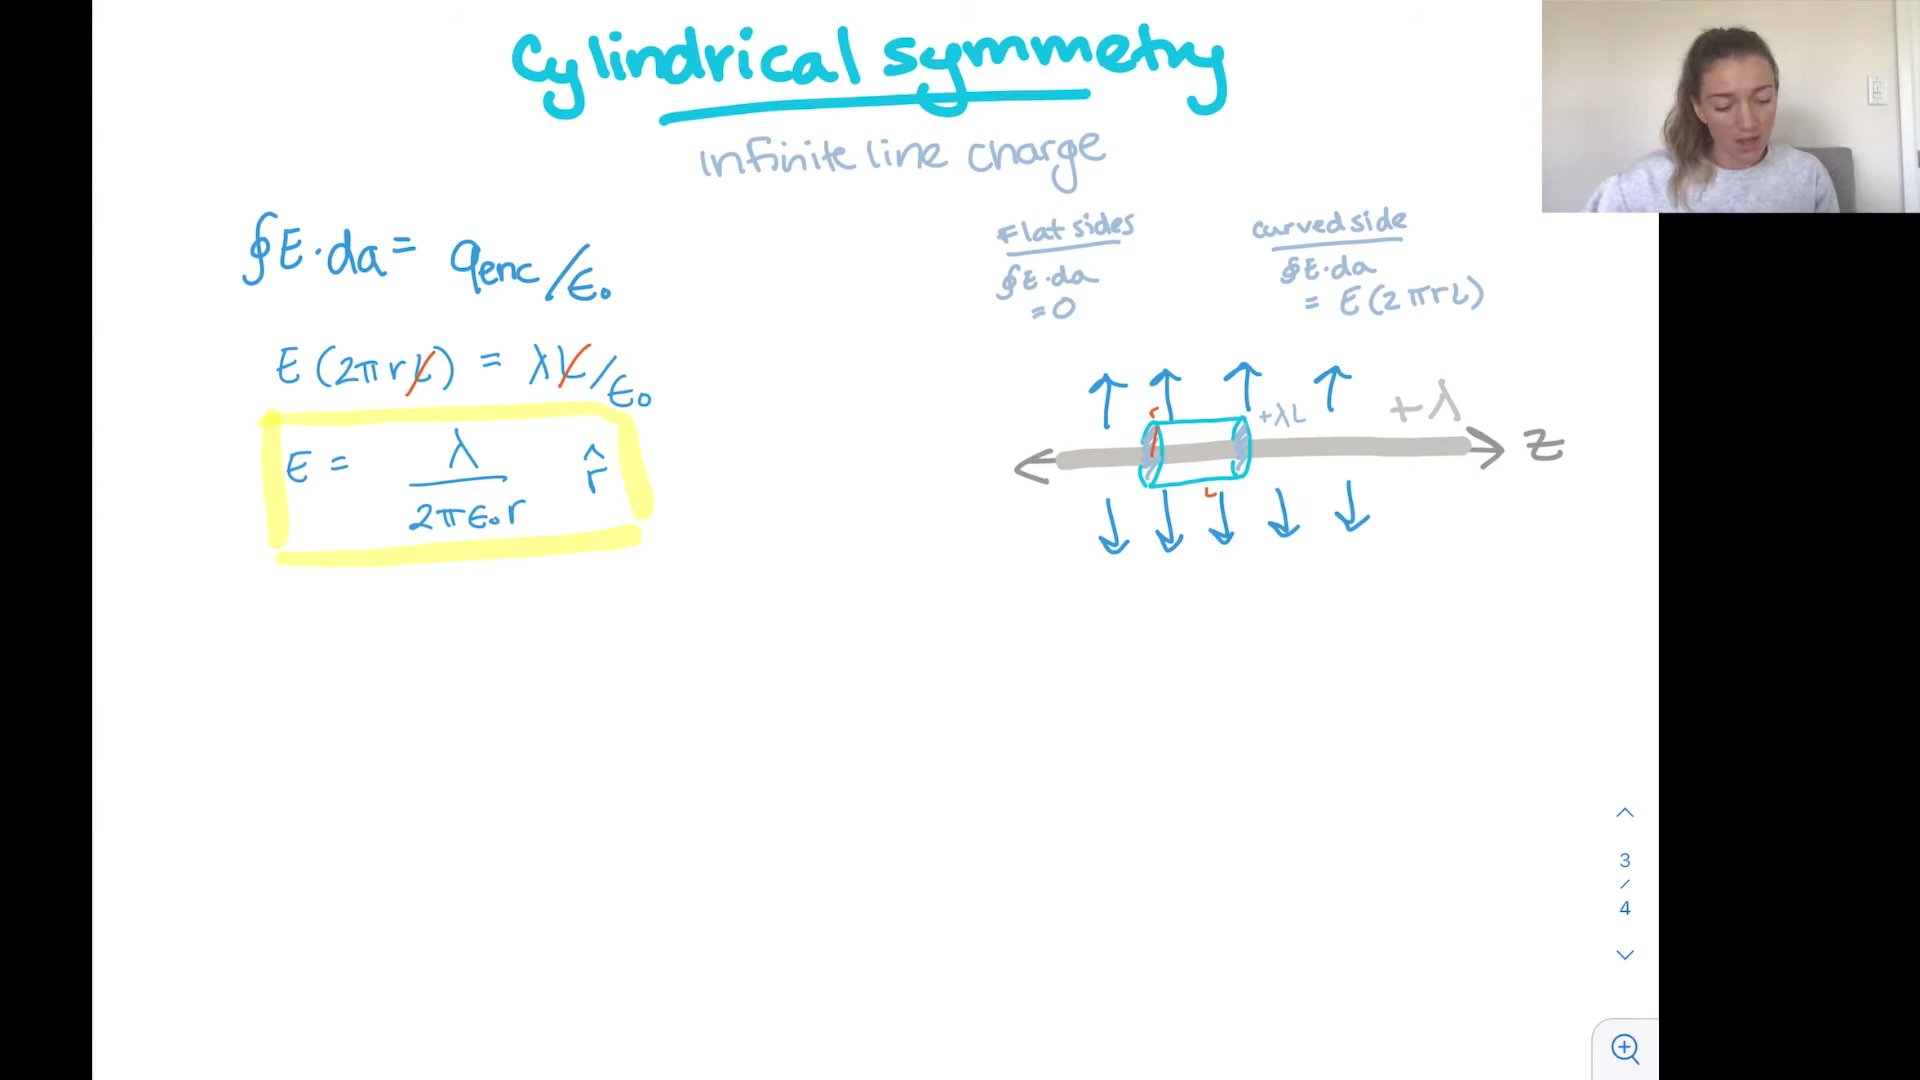 Cylindrical symmetry
infinite line charge
∮E·da = qenc/ε₀
E (2πrL) = λL/ε₀
E = λ/2πε₀r r̂
Flat sides
∮E·da
= 0
curved side
∮E·da
= E(2πrL)
+λ
r
+λL
z
L
3
/
4